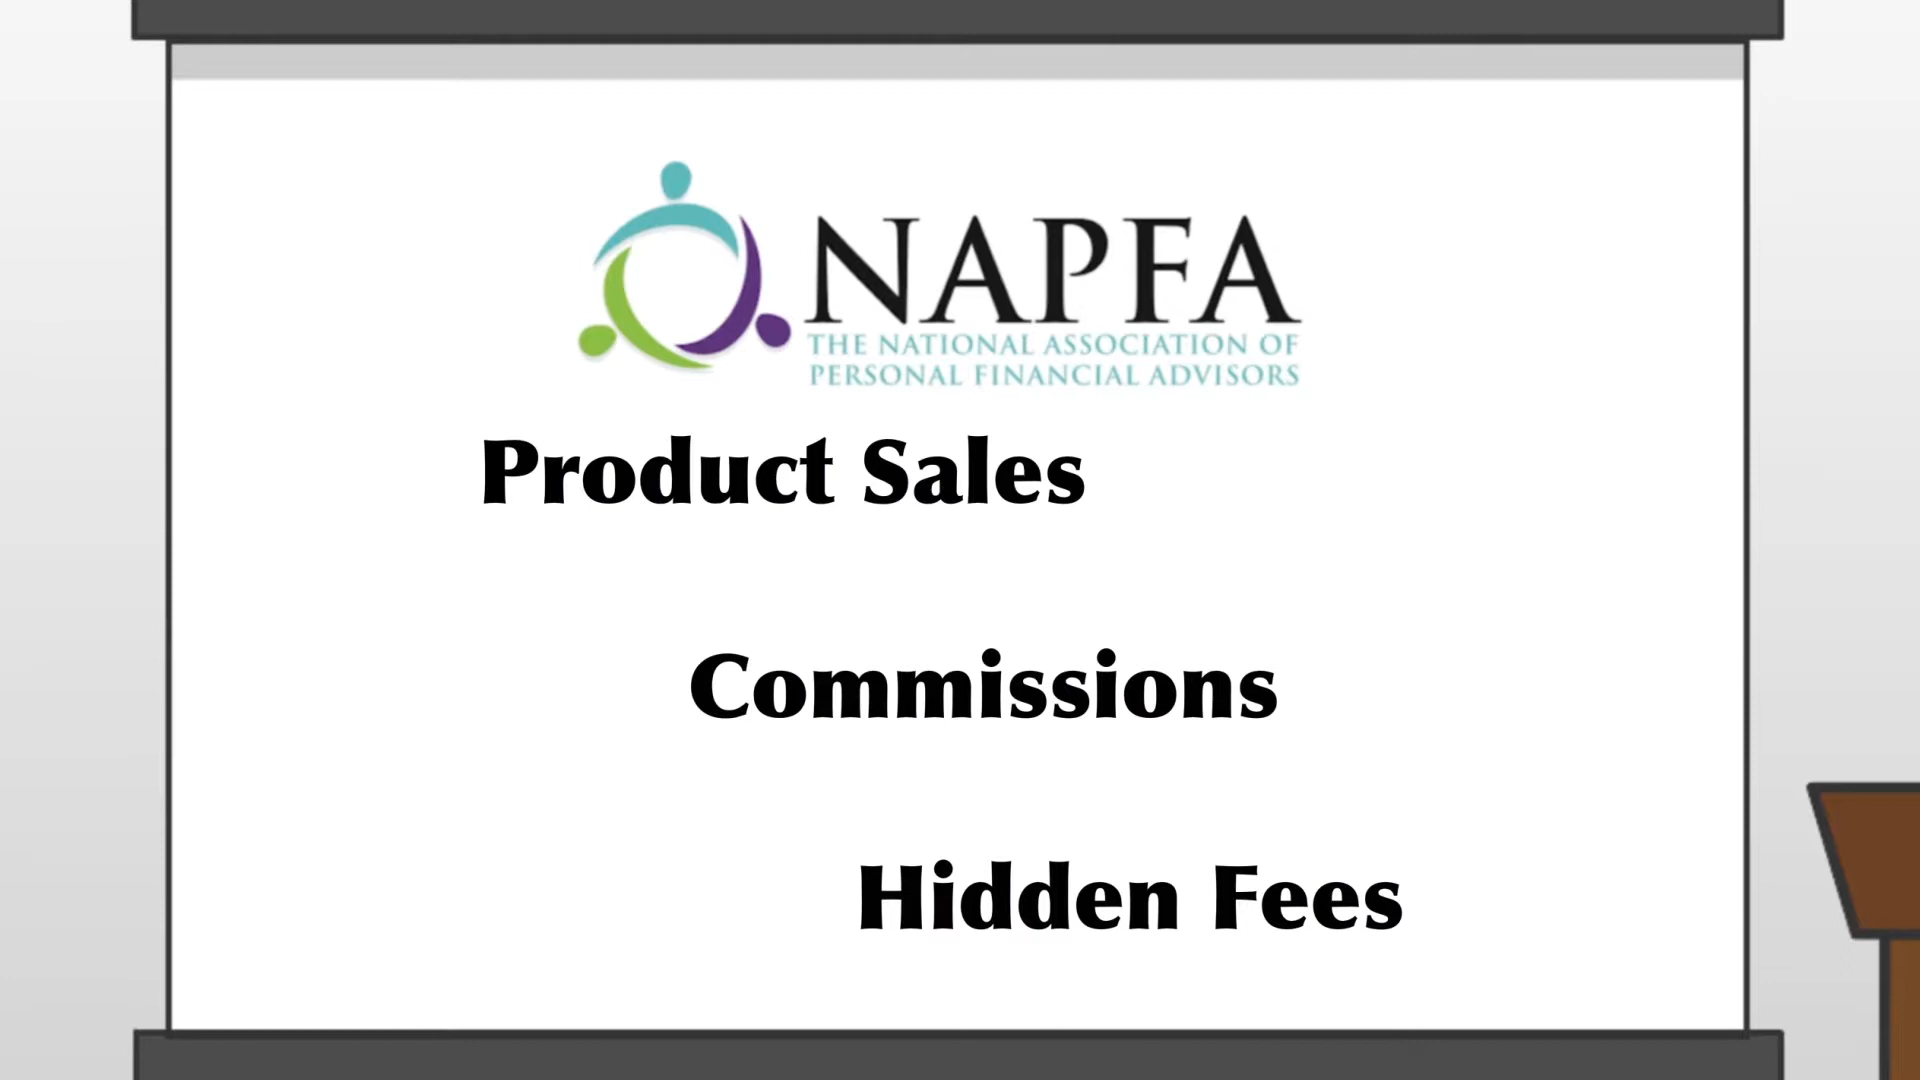 NAPFA
THE NATIONAL ASSOCIATION OF
PERSONAL FINANCIAL ADVISORS
Product Sales
Commissions
Hidden Fees